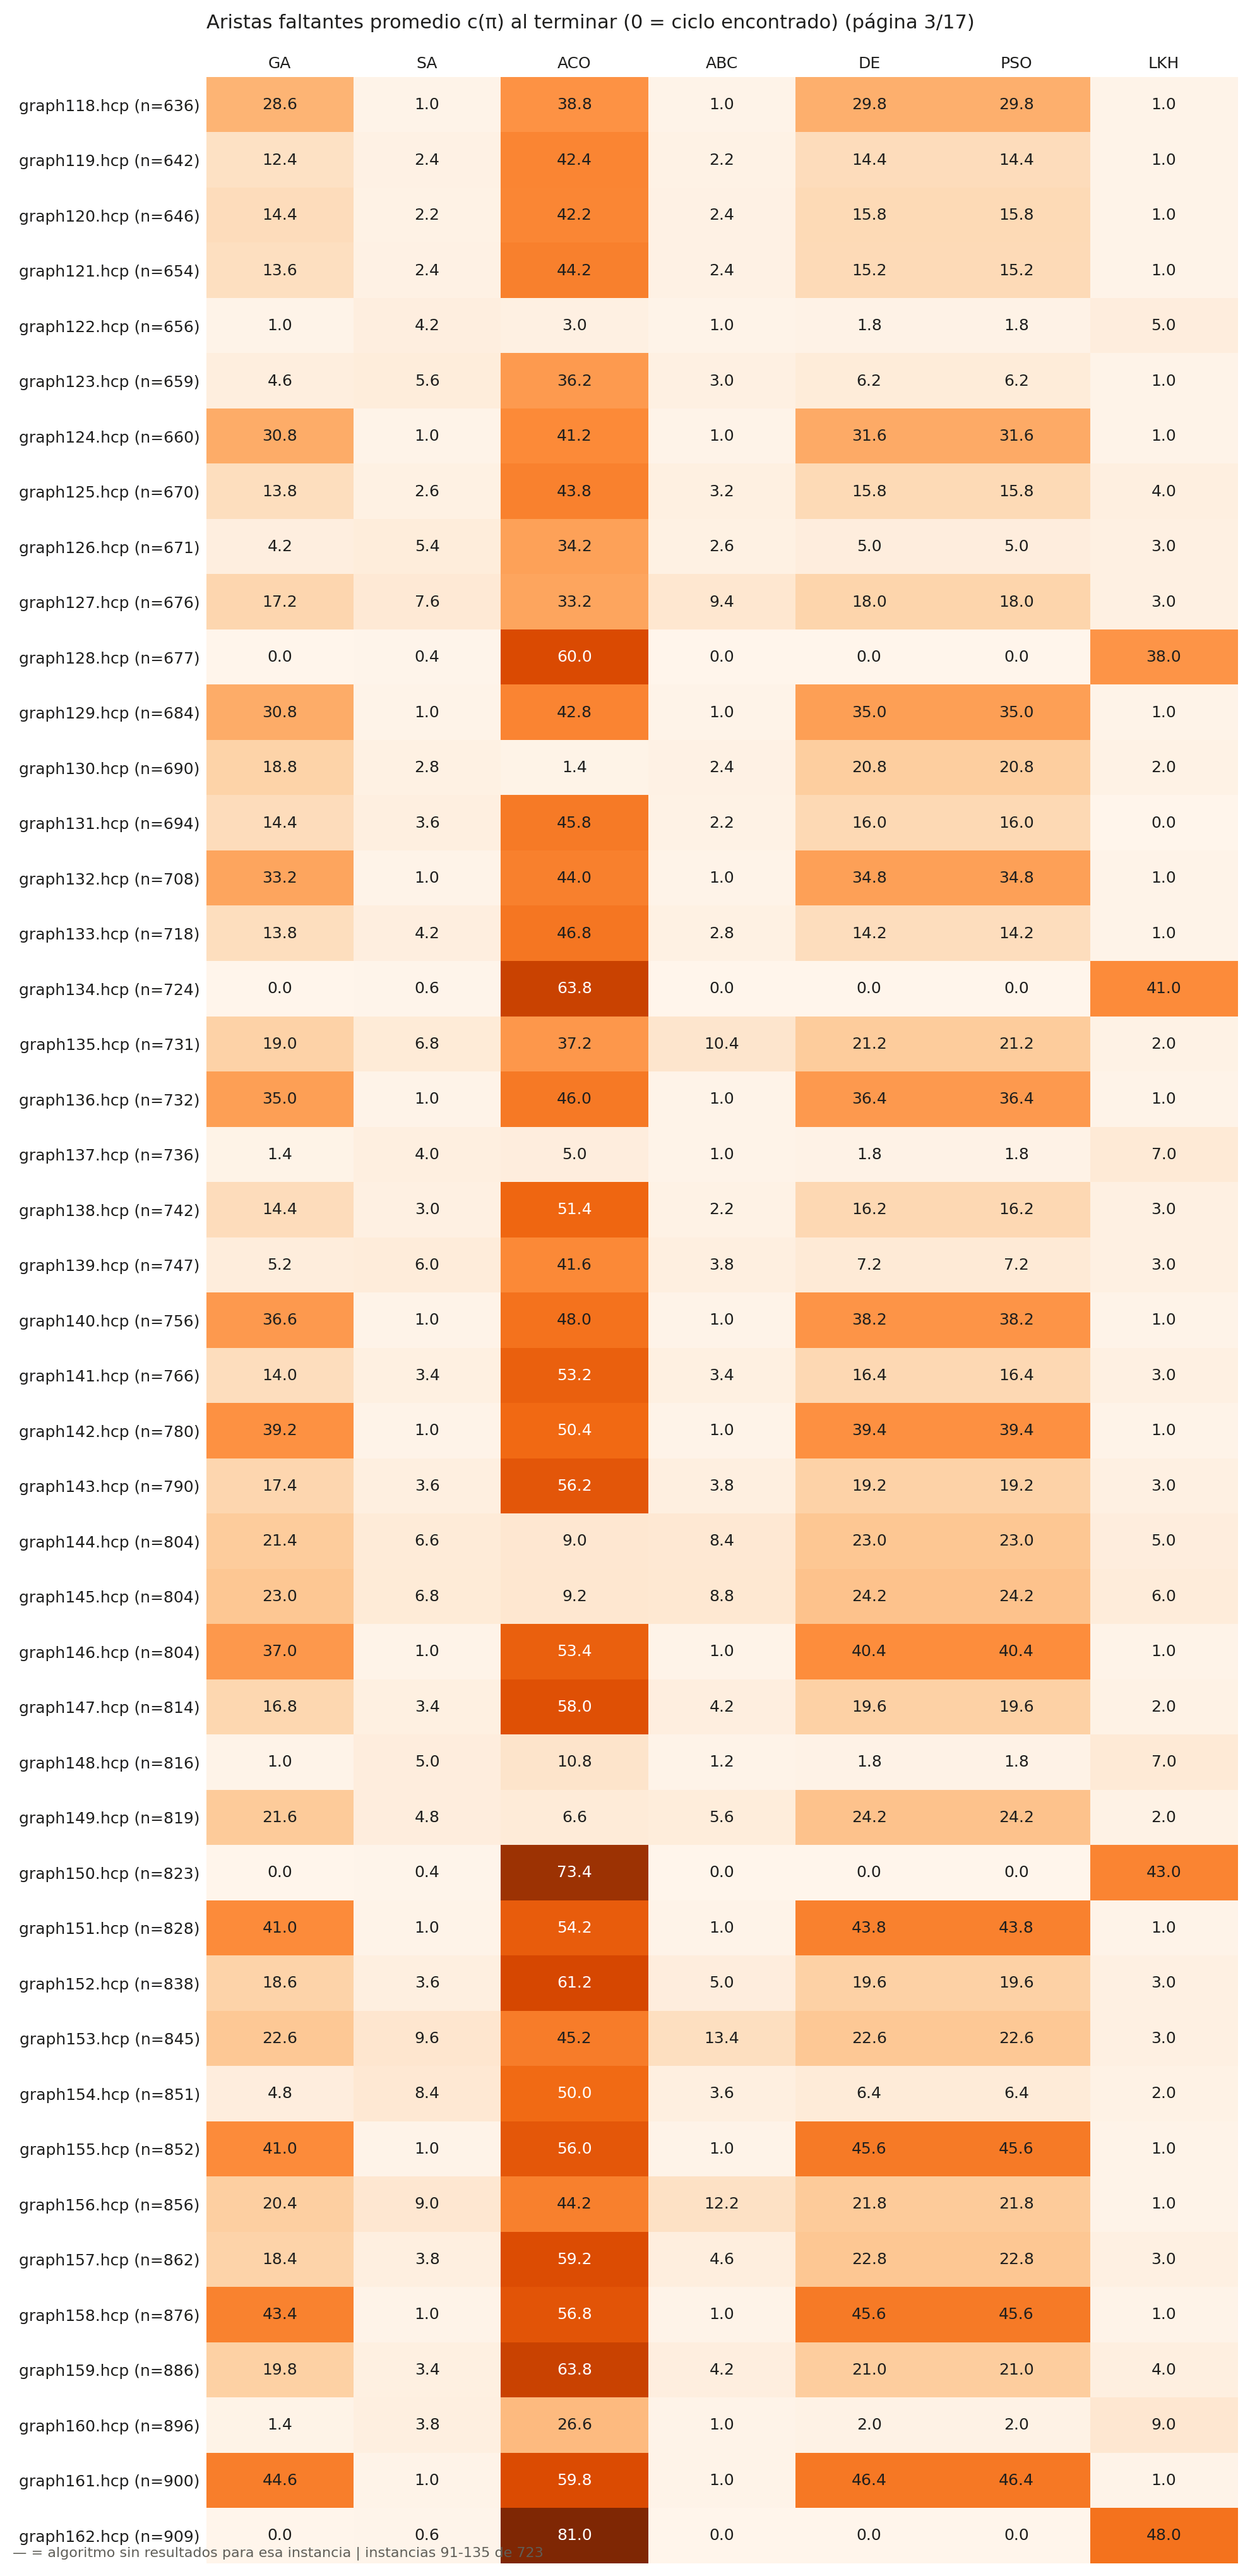 Aristas faltantes promedio c(π) al terminar (0 = ciclo encontrado) (página 3/17)
GA SA ACO ABC DE PSO LKH
graph118.hcp (n=636) 28.6 1.0 38.8 1.0 29.8 29.8 1.0
graph119.hcp (n=642) 12.4 2.4 42.4 2.2 14.4 14.4 1.0
graph120.hcp (n=646) 14.4 2.2 42.2 2.4 15.8 15.8 1.0
graph121.hcp (n=654) 13.6 2.4 44.2 2.4 15.2 15.2 1.0
graph122.hcp (n=656) 1.0 4.2 3.0 1.0 1.8 1.8 5.0
graph123.hcp (n=659) 4.6 5.6 36.2 3.0 6.2 6.2 1.0
graph124.hcp (n=660) 30.8 1.0 41.2 1.0 31.6 31.6 1.0
graph125.hcp (n=670) 13.8 2.6 43.8 3.2 15.8 15.8 4.0
graph126.hcp (n=671) 4.2 5.4 34.2 2.6 5.0 5.0 3.0
graph127.hcp (n=676) 17.2 7.6 33.2 9.4 18.0 18.0 3.0
graph128.hcp (n=677) 0.0 0.4 60.0 0.0 0.0 0.0 38.0
graph129.hcp (n=684) 30.8 1.0 42.8 1.0 35.0 35.0 1.0
graph130.hcp (n=690) 18.8 2.8 1.4 2.4 20.8 20.8 2.0
graph131.hcp (n=694) 14.4 3.6 45.8 2.2 16.0 16.0 0.0
graph132.hcp (n=708) 33.2 1.0 44.0 1.0 34.8 34.8 1.0
graph133.hcp (n=718) 13.8 4.2 46.8 2.8 14.2 14.2 1.0
graph134.hcp (n=724) 0.0 0.6 63.8 0.0 0.0 0.0 41.0
graph135.hcp (n=731) 19.0 6.8 37.2 10.4 21.2 21.2 2.0
graph136.hcp (n=732) 35.0 1.0 46.0 1.0 36.4 36.4 1.0
graph137.hcp (n=736) 1.4 4.0 5.0 1.0 1.8 1.8 7.0
graph138.hcp (n=742) 14.4 3.0 51.4 2.2 16.2 16.2 3.0
graph139.hcp (n=747) 5.2 6.0 41.6 3.8 7.2 7.2 3.0
graph140.hcp (n=756) 36.6 1.0 48.0 1.0 38.2 38.2 1.0
graph141.hcp (n=766) 14.0 3.4 53.2 3.4 16.4 16.4 3.0
graph142.hcp (n=780) 39.2 1.0 50.4 1.0 39.4 39.4 1.0
graph143.hcp (n=790) 17.4 3.6 56.2 3.8 19.2 19.2 3.0
graph144.hcp (n=804) 21.4 6.6 9.0 8.4 23.0 23.0 5.0
graph145.hcp (n=804) 23.0 6.8 9.2 8.8 24.2 24.2 6.0
graph146.hcp (n=804) 37.0 1.0 53.4 1.0 40.4 40.4 1.0
graph147.hcp (n=814) 16.8 3.4 58.0 4.2 19.6 19.6 2.0
graph148.hcp (n=816) 1.0 5.0 10.8 1.2 1.8 1.8 7.0
graph149.hcp (n=819) 21.6 4.8 6.6 5.6 24.2 24.2 2.0
graph150.hcp (n=823) 0.0 0.4 73.4 0.0 0.0 0.0 43.0
graph151.hcp (n=828) 41.0 1.0 54.2 1.0 43.8 43.8 1.0
graph152.hcp (n=838) 18.6 3.6 61.2 5.0 19.6 19.6 3.0
graph153.hcp (n=845) 22.6 9.6 45.2 13.4 22.6 22.6 3.0
graph154.hcp (n=851) 4.8 8.4 50.0 3.6 6.4 6.4 2.0
graph155.hcp (n=852) 41.0 1.0 56.0 1.0 45.6 45.6 1.0
graph156.hcp (n=856) 20.4 9.0 44.2 12.2 21.8 21.8 1.0
graph157.hcp (n=862) 18.4 3.8 59.2 4.6 22.8 22.8 3.0
graph158.hcp (n=876) 43.4 1.0 56.8 1.0 45.6 45.6 1.0
graph159.hcp (n=886) 19.8 3.4 63.8 4.2 21.0 21.0 4.0
graph160.hcp (n=896) 1.4 3.8 26.6 1.0 2.0 2.0 9.0
graph161.hcp (n=900) 44.6 1.0 59.8 1.0 46.4 46.4 1.0
graph162.hcp (n=909) 0.0 0.6 81.0 0.0 0.0 0.0 48.0
— = algoritmo sin resultados para esa instancia | instancias 91-135 de 723